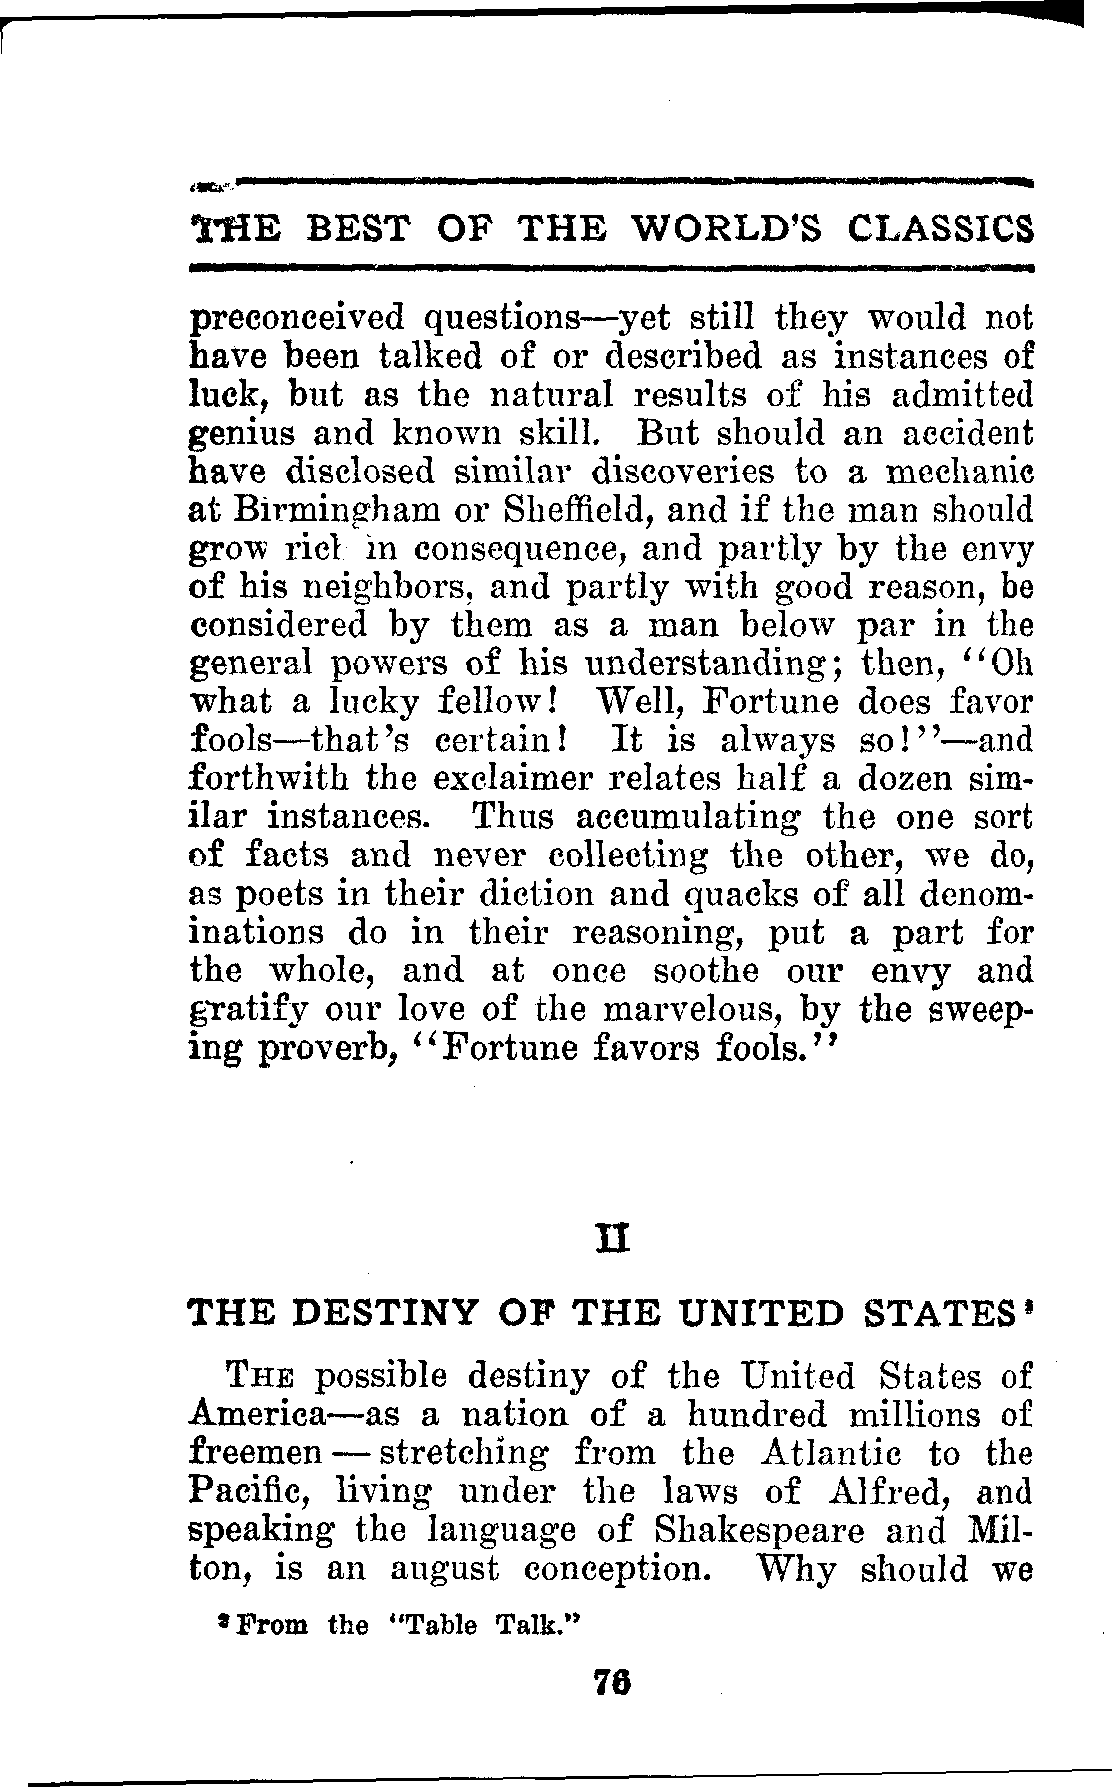 THE BEST OF THE WORLD'S CLASSICS
preconceived questions—yet still they would not
have been talked of or described as instances of
luck, but as the natural results of his admitted
genius and known skill. But should an accident
have disclosed similar discoveries to a mechanic
at Birmingham or Sheffield, and if the man should
grow rich in consequence, and partly by the envy
of his neighbors, and partly with good reason, be
considered by them as a man below par in the
general powers of his understanding; then, "Oh
what a lucky fellow! Well, Fortune does favor
fools—that's certain! It is always so!"—and
forthwith the exclaimer relates half a dozen sim-
ilar instances. Thus accumulating the one sort
of facts and never collecting the other, we do,
as poets in their diction and quacks of all denom-
inations do in their reasoning, put a part for
the whole, and at once soothe our envy and
gratify our love of the marvelous, by the sweep-
ing proverb, "Fortune favors fools."
II
THE DESTINY OF THE UNITED STATES²
THE possible destiny of the United States of
America—as a nation of a hundred millions of
freemen—stretching from the Atlantic to the
Pacific, living under the laws of Alfred, and
speaking the language of Shakespeare and Mil-
ton, is an august conception. Why should we
² From the "Table Talk."
76